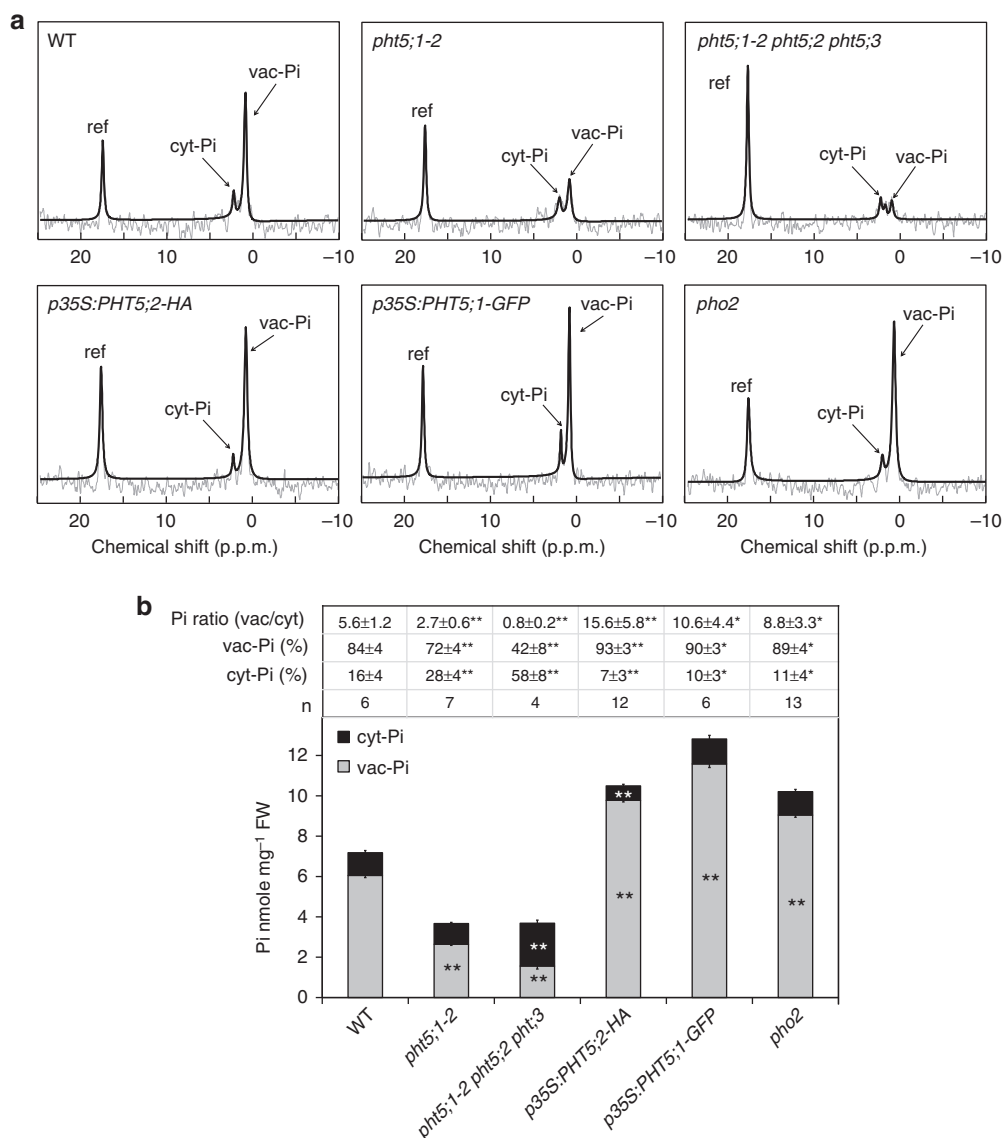 a
WT
vac-Pi
ref
cyt-Pi
20 10 0 –10
pht5;1-2
ref
cyt-Pi
vac-Pi
20 10 0 –10
pht5;1-2 pht5;2 pht5;3
ref
cyt-Pi
vac-Pi
20 10 0 –10
p35S:PHT5;2-HA
vac-Pi
ref
cyt-Pi
20 10 0 –10
Chemical shift (p.p.m.)
p35S:PHT5;1-GFP
vac-Pi
ref
cyt-Pi
20 10 0 –10
Chemical shift (p.p.m.)
pho2
vac-Pi
ref
cyt-Pi
20 10 0 –10
Chemical shift (p.p.m.)
b
Pi ratio (vac/cyt) 5.6±1.2 2.7±0.6** 0.8±0.2** 15.6±5.8** 10.6±4.4* 8.8±3.3*
vac-Pi (%) 84±4 72±4** 42±8** 93±3** 90±3* 89±4*
cyt-Pi (%) 16±4 28±4** 58±8** 7±3** 10±3* 11±4*
n 6 7 4 12 6 13
cyt-Pi
vac-Pi
Pi nmole mg⁻¹ FW
12
10
8
6
4
2
0
**
**
**
**
**
**
**
WT
pht5;1-2
pht5;1-2 pht5;2 pht;3
p35S:PHT5;2-HA
p35S:PHT5;1-GFP
pho2